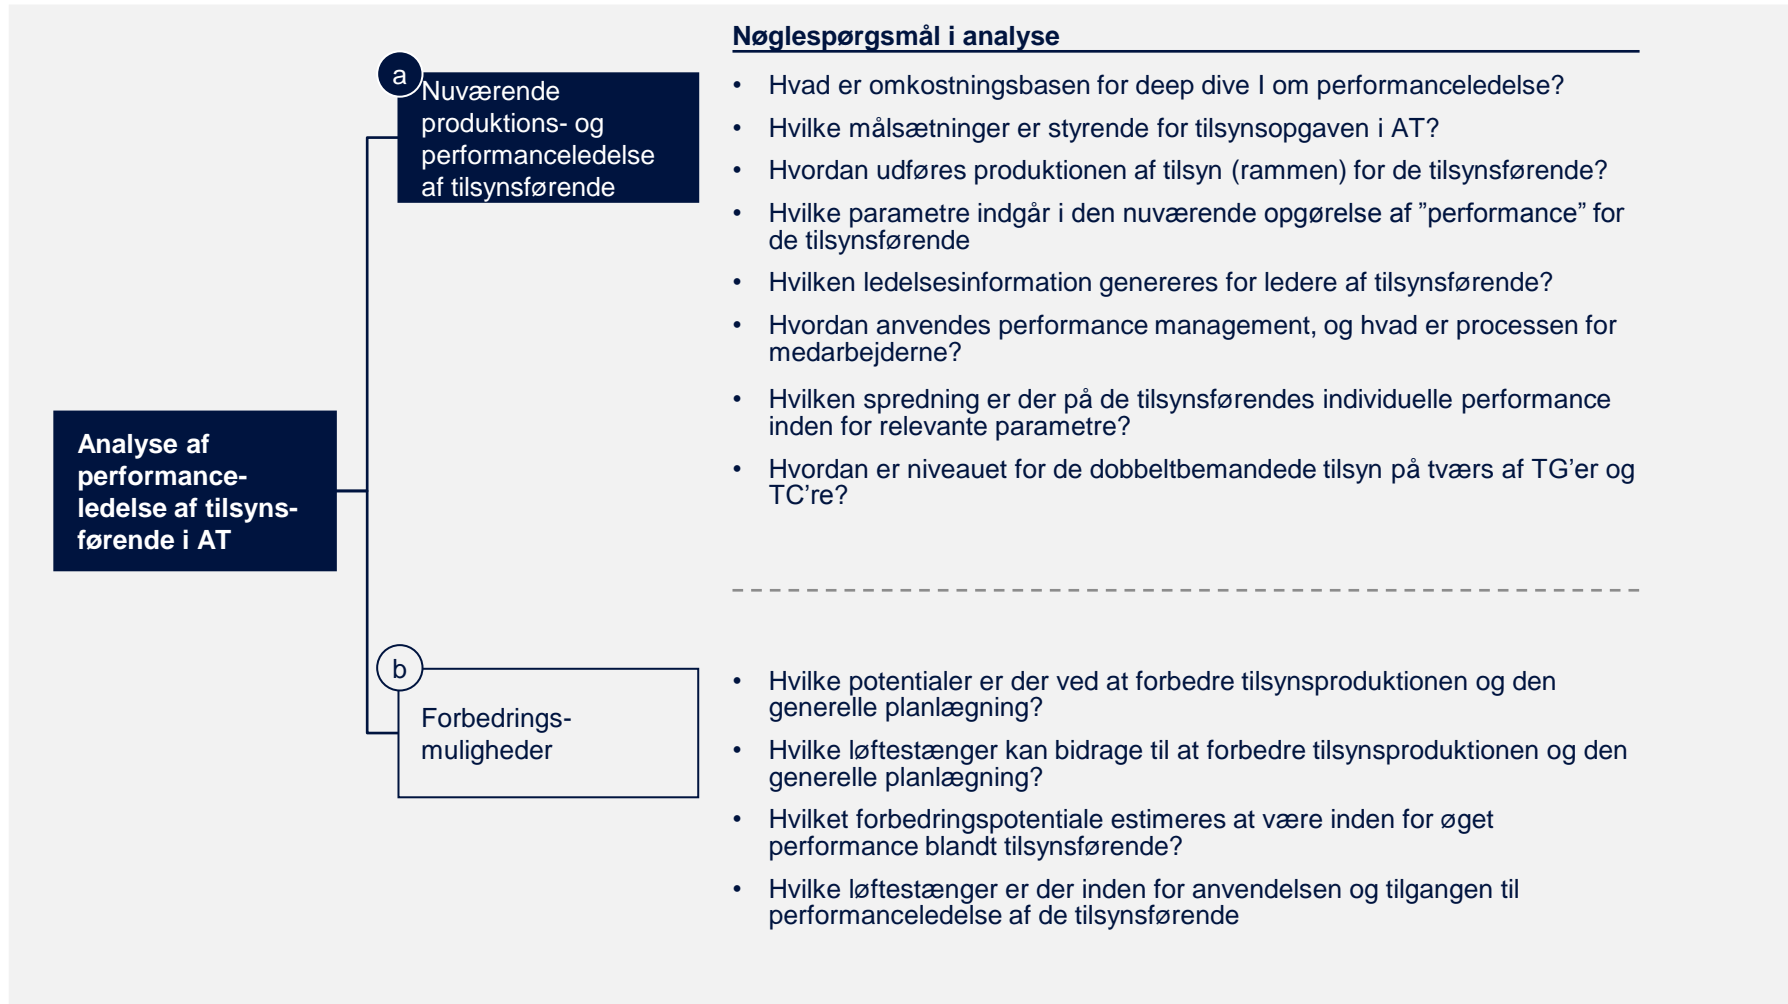 Nøglespørgsmål i analyse
a
Nuværende
produktions- og
performanceledelse
af tilsynsførende
• Hvad er omkostningsbasen for deep dive I om performanceledelse?
• Hvilke målsætninger er styrende for tilsynsopgaven i AT?
• Hvordan udføres produktionen af tilsyn (rammen) for de tilsynsførende?
• Hvilke parametre indgår i den nuværende opgørelse af ”performance” for
de tilsynsførende
• Hvilken ledelsesinformation genereres for ledere af tilsynsførende?
• Hvordan anvendes performance management, og hvad er processen for
medarbejderne?
• Hvilken spredning er der på de tilsynsførendes individuelle performance
inden for relevante parametre?
• Hvordan er niveauet for de dobbeltbemandede tilsyn på tværs af TG’er og
TC’re?
Analyse af
performance-
ledelse af tilsyns-
førende i AT
b
Forbedrings-
muligheder
• Hvilke potentialer er der ved at forbedre tilsynsproduktionen og den
generelle planlægning?
• Hvilke løftestænger kan bidrage til at forbedre tilsynsproduktionen og den
generelle planlægning?
• Hvilket forbedringspotentiale estimeres at være inden for øget
performance blandt tilsynsførende?
• Hvilke løftestænger er der inden for anvendelsen og tilgangen til
performanceledelse af de tilsynsførende